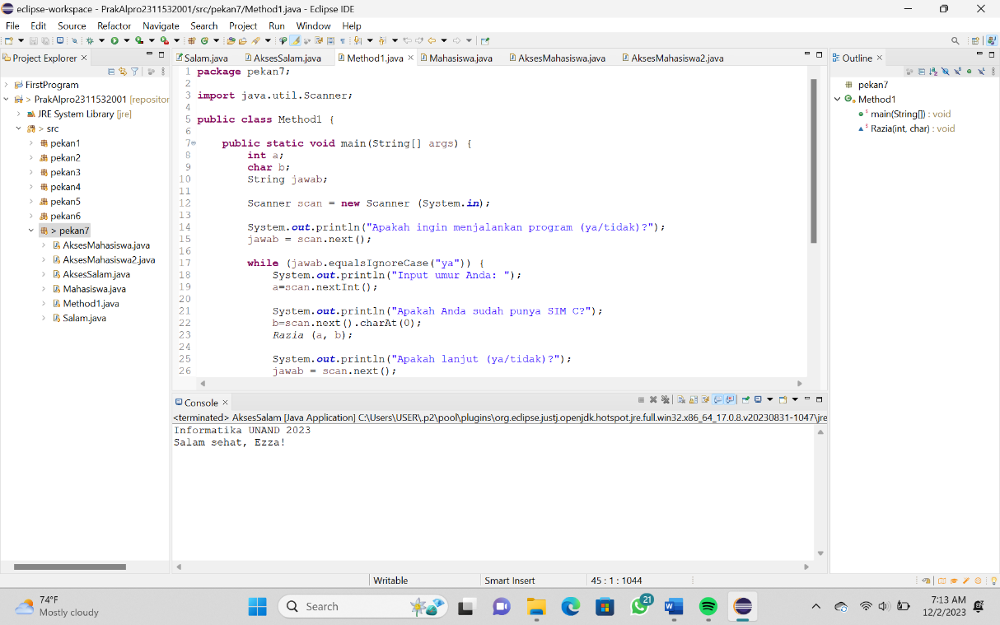 eclipse-workspace - PrakAlpro2311532001/src/pekan7/Method1.java - Eclipse IDE
File Edit Source Refactor Navigate Search Project Run Window Help
Project Explorer
FirstProgram
> PrakAlpro2311532001 [repositor
JRE System Library [jre]
> src
pekan1
pekan2
pekan3
pekan4
pekan5
pekan6
> pekan7
AksesMahasiswa.java
AksesMahasiswa2.java
AksesSalam.java
Mahasiswa.java
Method1.java
Salam.java
Salam.java AksesSalam.java Method1.java Mahasiswa.java AksesMahasiswa.java AksesMahasiswa2.java
1 package pekan7;
2
3 import java.util.Scanner;
4
5 public class Method1 {
6
7 public static void main(String[] args) {
8 int a;
9 char b;
10 String jawab;
11
12 Scanner scan = new Scanner (System.in);
13
14 System.out.println("Apakah ingin menjalankan program (ya/tidak)?");
15 jawab = scan.next();
16
17 while (jawab.equalsIgnoreCase("ya")) {
18 System.out.println("Input umur Anda: ");
19 a=scan.nextInt();
20
21 System.out.println("Apakah Anda sudah punya SIM C?");
22 b=scan.next().charAt(0);
23 Razia (a, b);
24
25 System.out.println("Apakah lanjut (ya/tidak)?");
26 jawab = scan.next();
Outline
pekan7
Method1
main(String[]) : void
Razia(int, char) : void
Console
<terminated> AksesSalam [Java Application] C:\Users\USER\.p2\pool\plugins\org.eclipse.justj.openjdk.hotspot.jre.full.win32.x86_64_17.0.8.v20230831-1047\jre
Informatika UNAND 2023
Salam sehat, Ezza!
Writable Smart Insert 45 : 1 : 1044
74°F
Mostly cloudy
Search
21
7:13 AM
12/2/2023